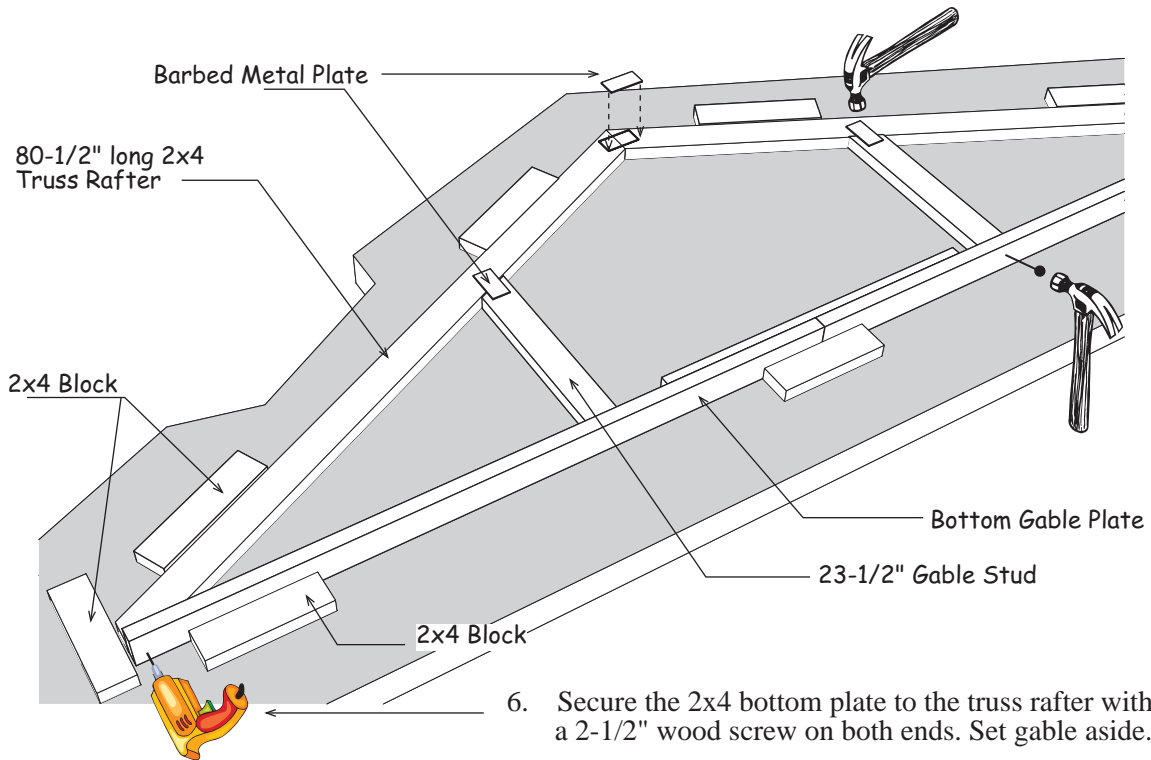 Barbed Metal Plate
80-1/2" long 2x4
Truss Rafter
2x4 Block
Bottom Gable Plate
23-1/2" Gable Stud
2x4 Block
6. Secure the 2x4 bottom plate to the truss rafter with
a 2-1/2" wood screw on both ends. Set gable aside.